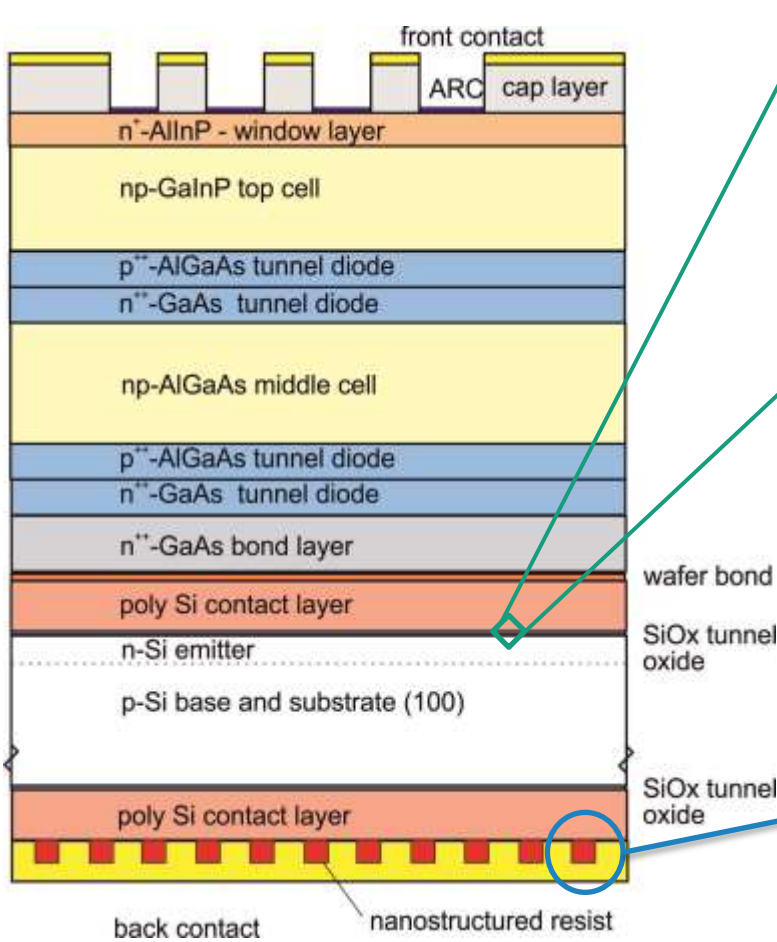 front contact
ARC cap layer
n⁺-AlInP - window layer
np-GaInP top cell
p⁺⁺-AlGaAs tunnel diode
n⁺⁺-GaAs tunnel diode
np-AlGaAs middle cell
p⁺⁺-AlGaAs tunnel diode
n⁺⁺-GaAs tunnel diode
n⁺⁺-GaAs bond layer
wafer bond
poly Si contact layer
SiOx tunnel
oxide
n-Si emitter
p-Si base and substrate (100)
SiOx tunnel
oxide
poly Si contact layer
back contact
nanostructured resist